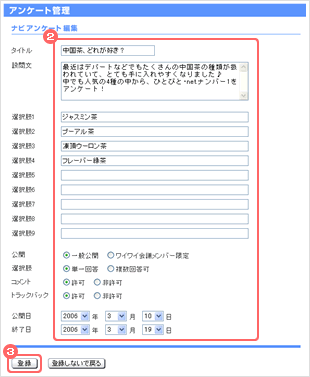 アンケート管理
ナビアンケート編集
2
タイトル 中国茶、どれが好き？
設問文 最近はデパートなどでもたくさんの中国茶の種類が扱
われていて、とても手に入れやすくなりました♪
中でも人気の4種の中から、ひとびと・netナンバー1を
アンケート！
選択肢1 ジャスミン茶
選択肢2 プーアル茶
選択肢3 凍頂ウーロン茶
選択肢4 フレーバー緑茶
選択肢5
選択肢6
選択肢7
選択肢8
選択肢9
公開 一般公開 ワイワイ会議メンバー限定
選択肢 単一回答 複数回答可
コメント 許可 非許可
トラックバック 許可 非許可
公開日 2006 年 3 月 10 日
終了日 2006 年 3 月 19 日
3
登録 登録しないで戻る